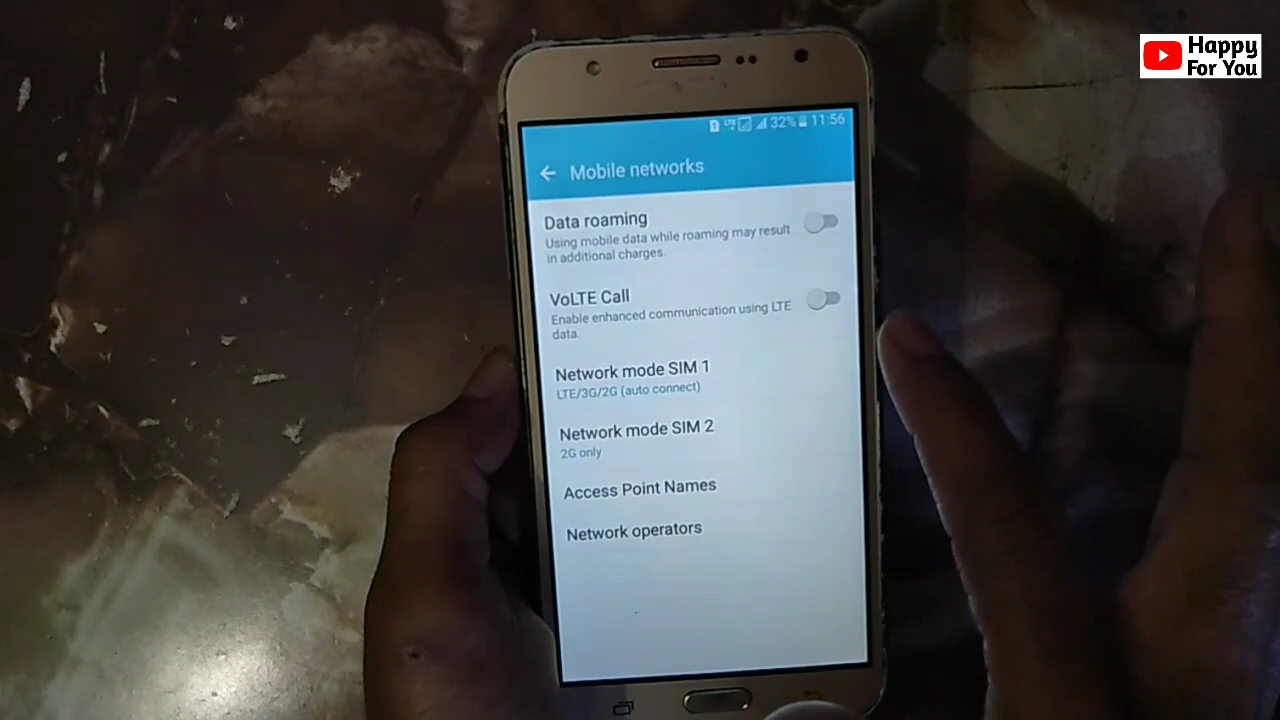 Happy
For You
32% 11:56
Mobile networks
Data roaming
Using mobile data while roaming may result
in additional charges.
VoLTE Call
Enable enhanced communication using LTE
data.
Network mode SIM 1
LTE/3G/2G (auto connect)
Network mode SIM 2
2G only
Access Point Names
Network operators